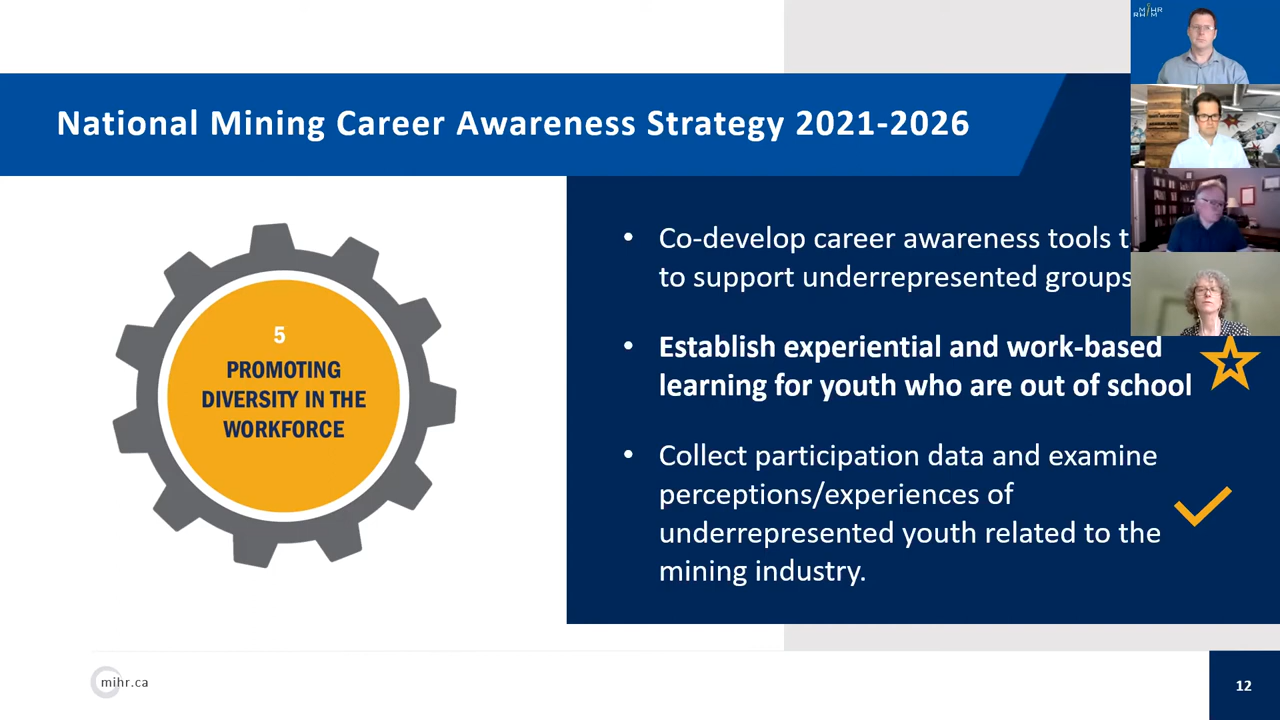 National Mining Career Awareness Strategy 2021-2026
MiHR
RHiM
5
PROMOTING
DIVERSITY IN THE
WORKFORCE
• Co-develop career awareness tools
to support underrepresented groups
• Establish experiential and work-based
learning for youth who are out of school
• Collect participation data and examine
perceptions/experiences of
underrepresented youth related to the
mining industry.
mihr.ca
12